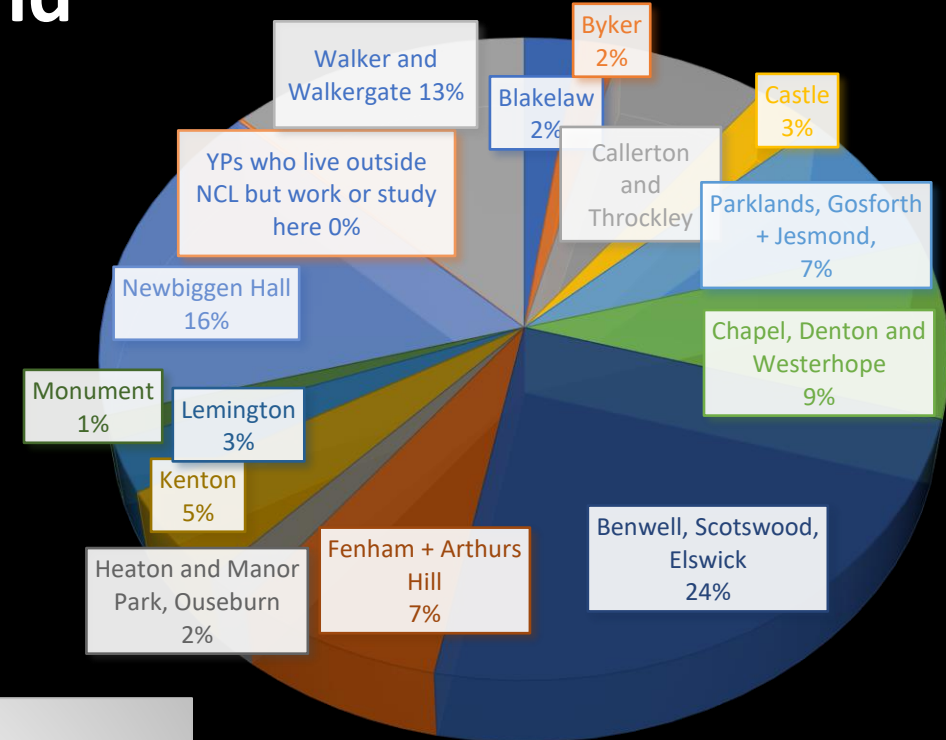 Byker
2%
Walker and
Walkergate 13%
Blakelaw
2%
Castle
3%
Callerton
and
Throckley
YPs who live outside
NCL but work or study
here 0%
Parklands, Gosforth
+ Jesmond,
7%
Newbiggen Hall
16%
Chapel, Denton and
Westerhope
9%
Monument
1%
Lemington
3%
Kenton
5%
Benwell, Scotswood,
Elswick
24%
Fenham + Arthurs
Hill
7%
Heaton and Manor
Park, Ouseburn
2%